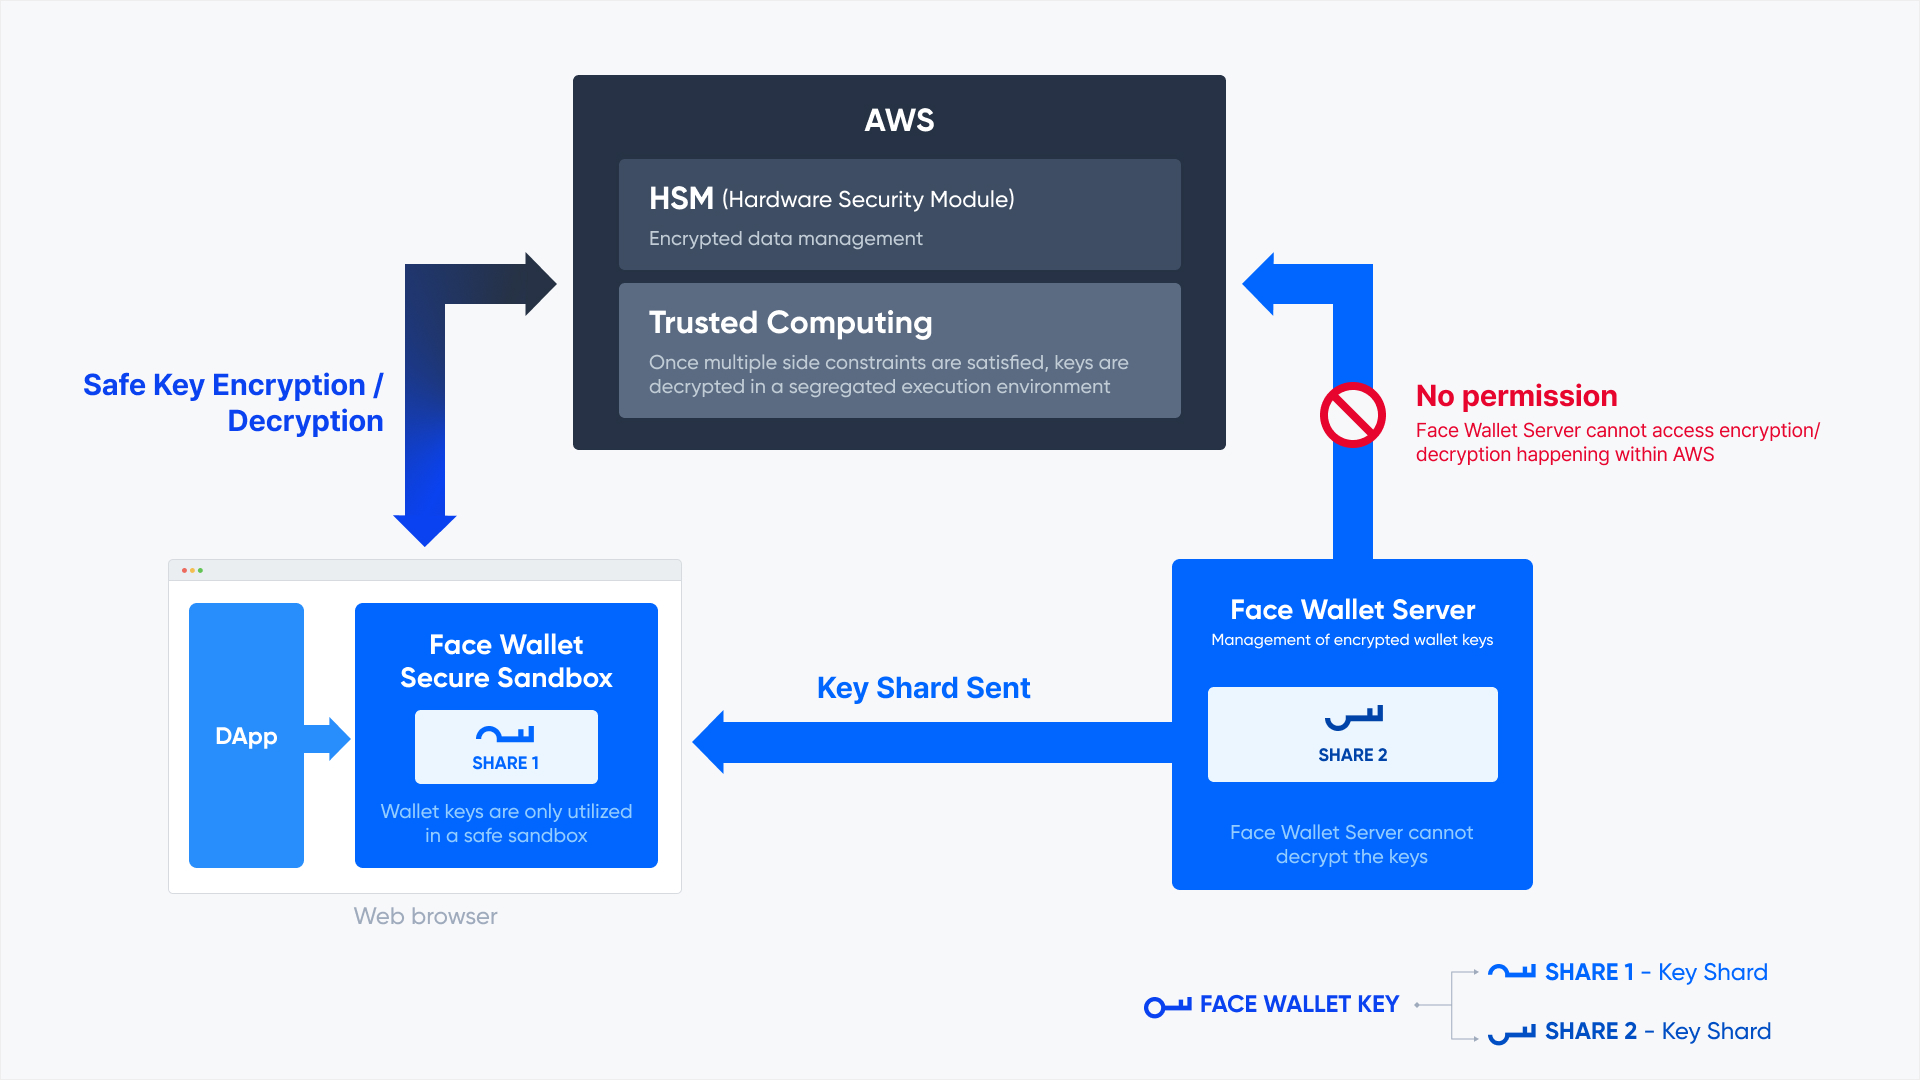 AWS
HSM (Hardware Security Module)
Encrypted data management
Trusted Computing
Once multiple side constraints are satisfied, keys are
decrypted in a segregated execution environment
Safe Key Encryption /
Decryption
No permission
Face Wallet Server cannot access encryption/
decryption happening within AWS
DApp
Face Wallet
Secure Sandbox
SHARE 1
Wallet keys are only utilized
in a safe sandbox
Web browser
Key Shard Sent
Face Wallet Server
Management of encrypted wallet keys
SHARE 2
Face Wallet Server cannot
decrypt the keys
FACE WALLET KEY
SHARE 1 - Key Shard
SHARE 2 - Key Shard